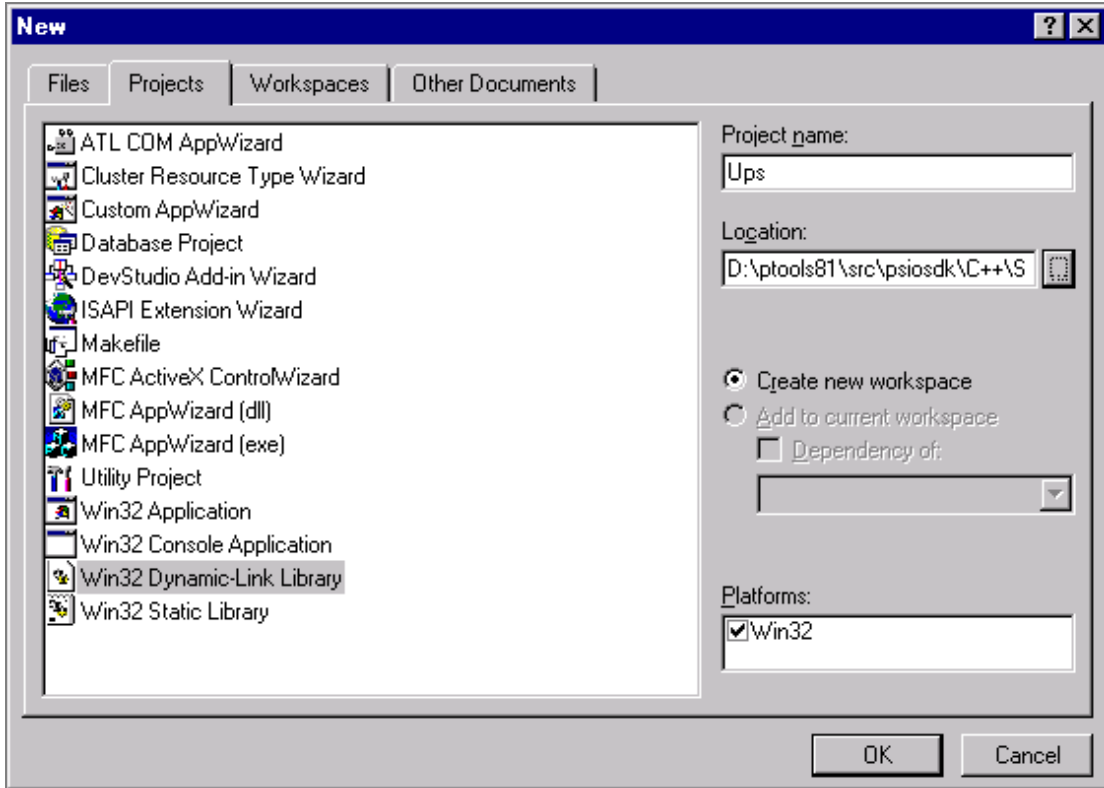 New
Files Projects Workspaces Other Documents
ATL COM AppWizard
Cluster Resource Type Wizard
Custom AppWizard
Database Project
DevStudio Add-in Wizard
ISAPI Extension Wizard
Makefile
MFC ActiveX ControlWizard
MFC AppWizard (dll)
MFC AppWizard (exe)
Utility Project
Win32 Application
Win32 Console Application
Win32 Dynamic-Link Library
Win32 Static Library
Project name:
Ups
Location:
D:\ptools81\src\psiosdk\C++\S ...
Create new workspace
Add to current workspace
Dependency of:
Platforms:
Win32
OK Cancel